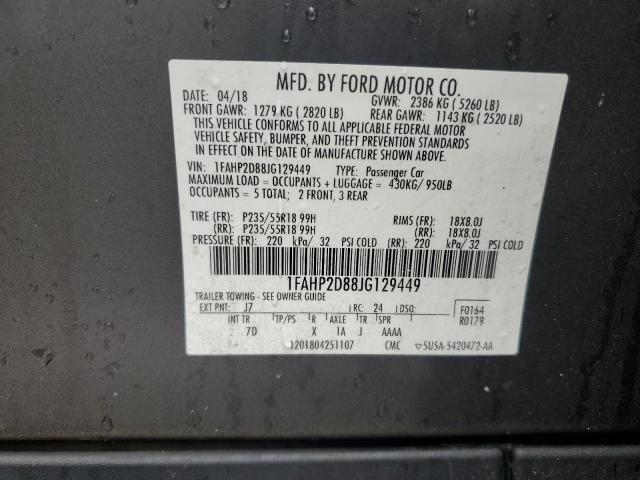 MFD. BY FORD MOTOR CO.
DATE: 04/18 GVWR: 2386 KG ( 5260 LB)
FRONT GAWR: 1279 KG ( 2820 LB) REAR GAWR: 1143 KG ( 2520 LB)
THIS VEHICLE CONFORMS TO ALL APPLICABLE FEDERAL MOTOR
VEHICLE SAFETY, BUMPER, AND THEFT PREVENTION STANDARDS
IN EFFECT ON THE DATE OF MANUFACTURE SHOWN ABOVE.
VIN: 1FAHP2D88JG129449 TYPE: Passenger Car
MAXIMUM LOAD = OCCUPANTS + LUGGAGE = 430KG/ 950LB
OCCUPANTS = 5 TOTAL; 2 FRONT, 3 REAR
TIRE (FR): P235/55R18 99H RIMS (FR): 18X8.0J
(RR): P235/55R18 99H (RR): 18X8.0J
PRESSURE (FR): 220 kPa/ 32 PSI COLD (RR): 220 kPa/ 32 PSI COLD
1FAHP2D88JG129449
TRAILER TOWING - SEE OWNER GUIDE
EXT PNT: J7 RC: 24 DSO: F0164
INT TR TP/PS R AXLE TR SPR R0179
7D X 1A J AAAA
1201804251107 CMC ▽5U5A-5420472-AA